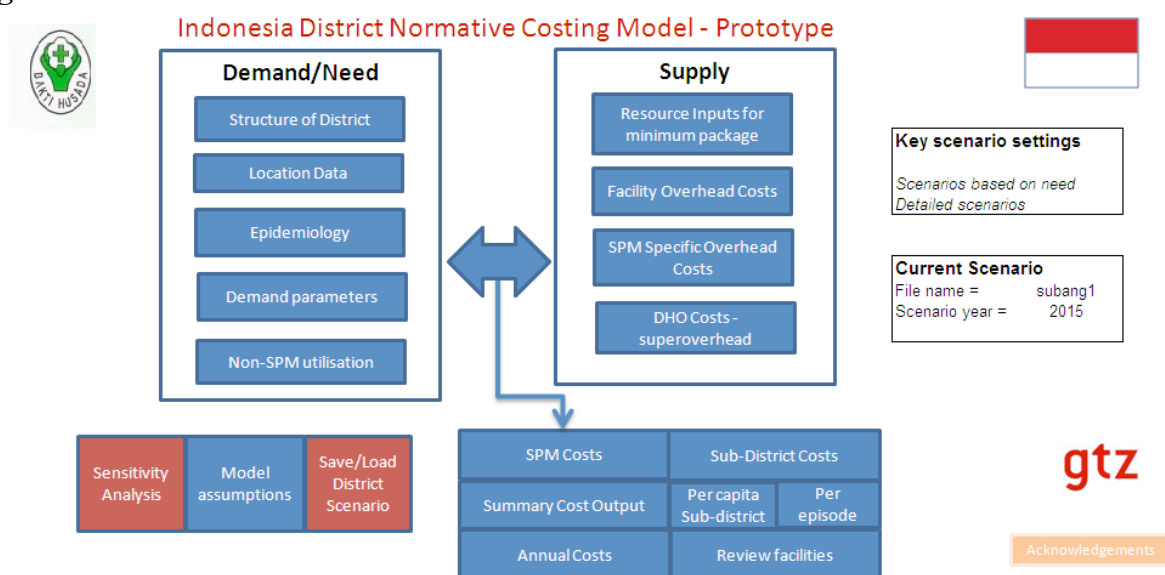 Indonesia District Normative Costing Model - Prototype
BAKTI HUSADA
Demand/Need
Structure of District
Location Data
Epidemiology
Demand parameters
Non-SPM utilisation
Supply
Resource Inputs for
minimum package
Facility Overhead Costs
SPM Specific Overhead
Costs
DHO Costs -
superoverhead
Key scenario settings
Scenarios based on need
Detailed scenarios
Current Scenario
File name = subang1
Scenario year = 2015
Sensitivity
Analysis
Model
assumptions
Save/Load
District
Scenario
SPM Costs
Sub-District Costs
Summary Cost Output
Per capita
Sub-district
Per
episode
Annual Costs
Review facilities
gtz
Acknowledgements